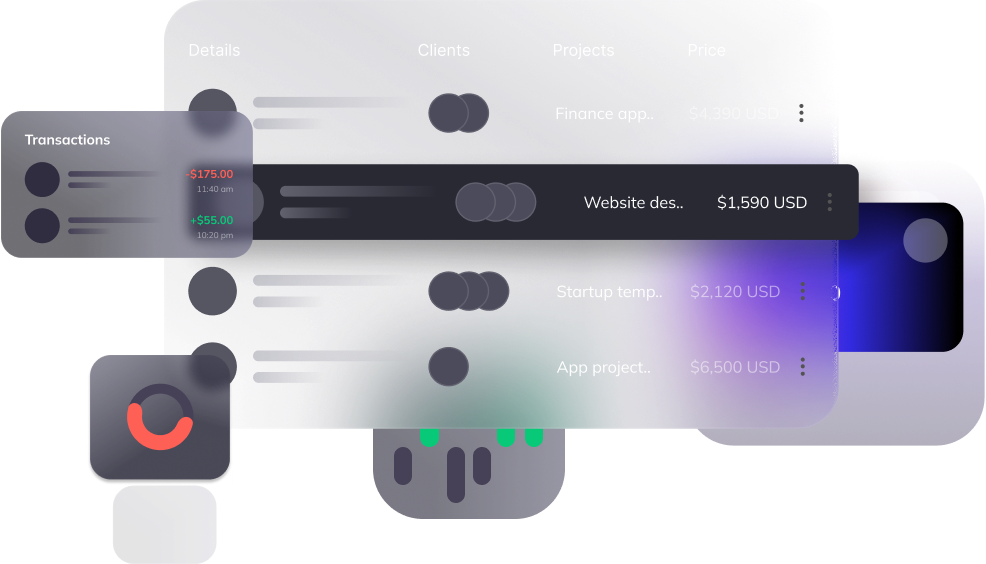 Details Clients Projects Price
Finance app.. $4,390 USD
Transactions
-$175.00
11:40 am
Website des.. $1,590 USD
+$55.00
10:20 pm
Startup temp.. $2,120 USD
App project.. $6,500 USD